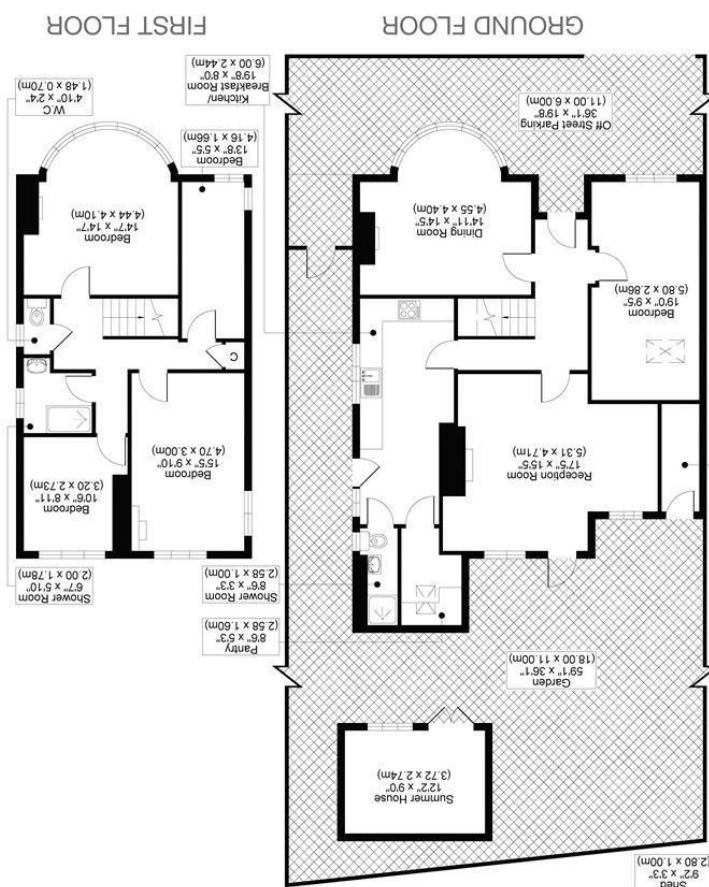 Shed
9'2" x 3'3"
(2.80 x 1.00m)
Summer House
12'2" x 9'0"
(3.72 x 2.74m)
Garden
59'1" x 36'1"
(18.00 x 11.00m)
Pantry
8'6" x 5'3"
(2.58 x 1.60m)
Shower Room
8'6" x 3'3"
(2.58 x 1.00m)
Reception Room
17'5" x 15'5"
(5.31 x 4.71m)
Bedroom
19'0" x 9'5"
(5.80 x 2.86m)
Dining Room
14'11" x 14'5"
(4.55 x 4.40m)
Off Street Parking
36'1" x 19'8"
(11.00 x 6.00m)
Kitchen/
Breakfast Room
19'8" x 8'0"
(6.00 x 2.44m)
GROUND FLOOR
Shower Room
6'7" x 5'10"
(2.00 x 1.78m)
Bedroom
10'6" x 8'11"
(3.20 x 2.73m)
Bedroom
15'5" x 9'10"
(4.70 x 3.00m)
C
Bedroom
14'7" x 14'7"
(4.44 x 4.10m)
Bedroom
13'8" x 5'5"
(4.16 x 1.66m)
W.C
4'10" x 2'4"
(1.48 x 0.70m)
FIRST FLOOR